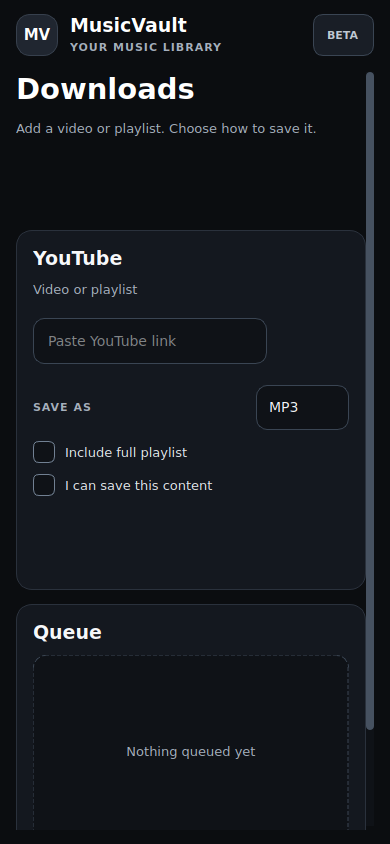 MV
MusicVault
YOUR MUSIC LIBRARY
BETA
Downloads
Add a video or playlist. Choose how to save it.
YouTube
Video or playlist
Paste YouTube link
SAVE AS
MP3
Include full playlist
I can save this content
Queue
Nothing queued yet